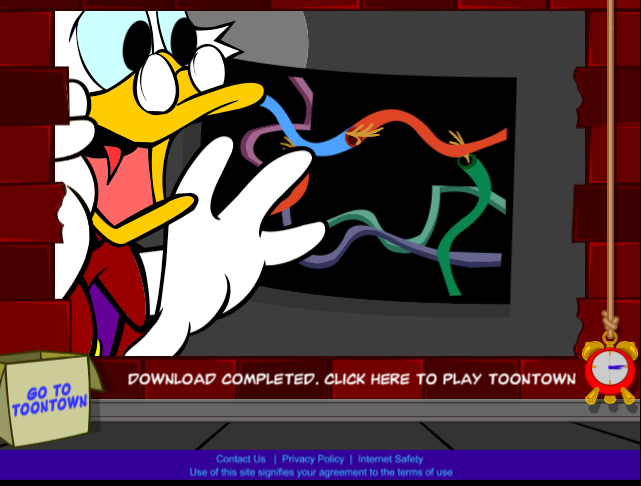 DOWNLOAD COMPLETED. CLICK HERE TO PLAY TOONTOWN
GO TO
TOONTOWN
Contact Us | Privacy Policy | Internet Safety
Use of this site signifies your agreement to the terms of use